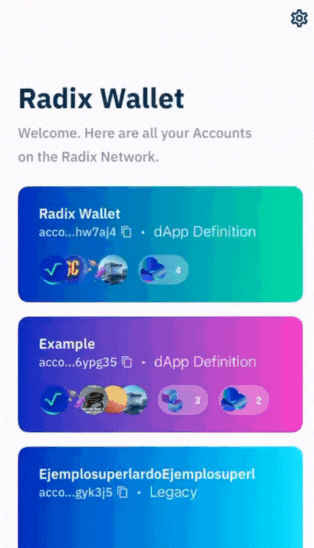 Radix Wallet
Welcome. Here are all your Accounts
on the Radix Network.
Radix Wallet
acco...hw7aj4 • dApp Definition
4
Example
acco...6ypg35 • dApp Definition
3 2
EjemplosuperlardoEjemplosuperl
acco...gyk3j5 • Legacy